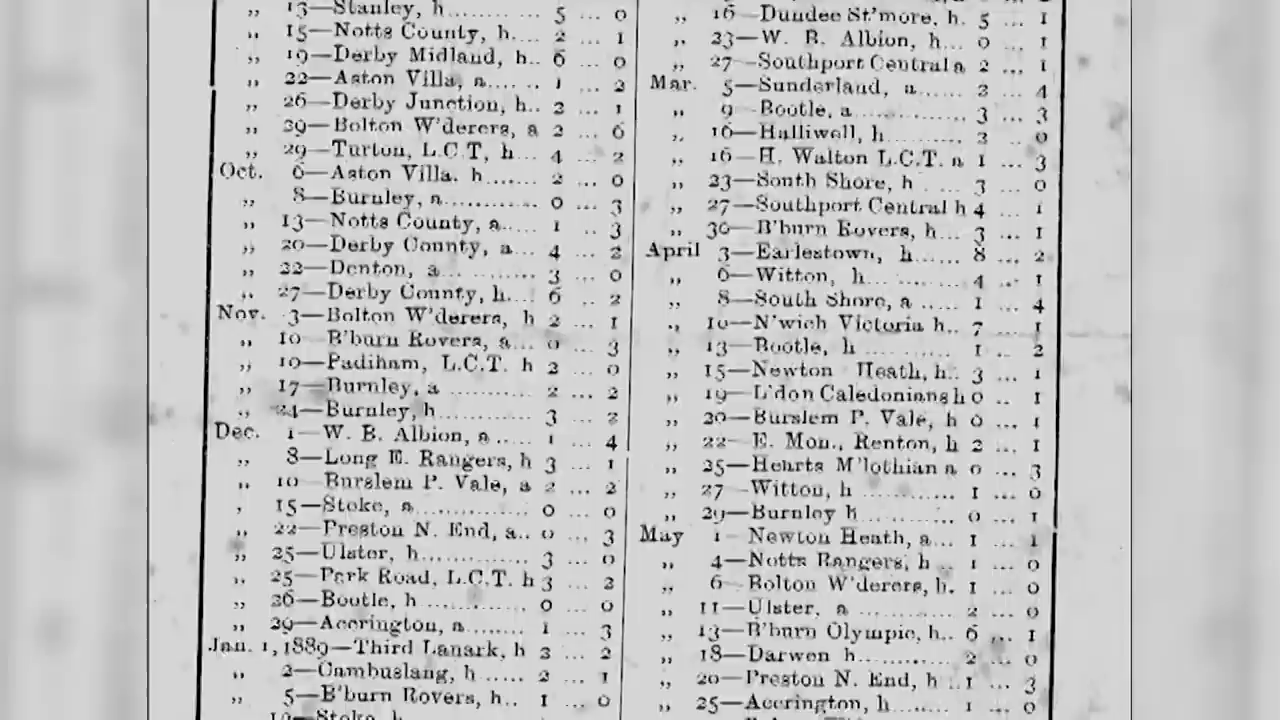 „ 13—Stanley, h.......... 5 ... 0
„ 15—Notts County, h.... 2 ... 1
„ 19—Derby Midland, h.. 6 ... 0
„ 22—Aston Villa, a...... 1 ... 2
„ 26—Derby Junction, h.. 2 ... 1
„ 29—Bolton W'derers, a 2 ... 6
„ 29—Turton, L.C.T, h... 4 ... 2
Oct. 6—Aston Villa. h....... 2 ... 0
„ 8—Burnley, a............ 0 ... 3
„ 13—Notts County, a..... 1 ... 3
„ 20—Derby County, a... 4 ... 2
„ 22—Denton, a............ 3 ... 0
„ 27—Derby County, h... 6 ... 2
Nov. 3—Bolton W'derers, h 2 ... 1
„ 10—B'burn Rovers, a... 0 ... 3
„ 10—Padiham, L.C.T. h 2 ... 0
„ 17—Burnley, a............ 2 ... 2
„ 24—Burnley, h............ 3 ... 2
Dec. 1—W. B. Albion, a..... 1 ... 4
„ 8—Long E. Rangers, h 3 ... 1
„ 10—Burslem P. Vale, a 2 ... 2
„ 15—Stoke, a.............. 0 ... 0
„ 22—Preston N. End, a.. 0 ... 3
„ 25—Ulster, h............. 3 ... 0
„ 25—Park Road, L.C.T. h 3 ... 2
„ 26—Bootle, h............. 0 ... 0
„ 29—Accrington, a........ 1 ... 3
Jan. 1, 1889—Third Lanark, h 3 ... 2
„ 2—Cambuslang, h...... 2 ... 1
„ 5—B'burn Rovers, h.. 1 ... 0
Stoke, h
„ 16—Dundee St'more, h. 5 ... 1
„ 23—W. B. Albion, h... 0 ... 1
„ 27—Southport Central a 2 ... 1
Mar. 5—Sunderland, a...... 2 ... 4
„ 9—Bootle, a............. 3 ... 3
„ 16—Halliwell, h.......... 3 ... 0
„ 16—H. Walton L.C.T. a 1 ... 3
„ 23—South Shore, h...... 3 ... 0
„ 27—Southport Central h 4 ... 1
„ 30—B'burn Rovers, h... 3 ... 1
April 3—Earlestown, h...... 8 ... 2
„ 6—Witton, h............ 4 ... 1
„ 8—South Shore, a...... 1 ... 4
„ 10—N'wich Victoria h.. 7 ... 1
„ 13—Bootle, h............. 1 ... 2
„ 15—Newton Heath, h.. 3 ... 1
„ 19—L'don Caledonians h 0 ... 1
„ 20—Burslem P. Vale, h 0 ... 1
„ 22—E. Mon., Renton, h 2 ... 1
„ 25—Hearts M'lothian a 0 ... 3
„ 27—Witton, h............ 1 ... 0
„ 29—Burnley h............ 0 ... 1
May 1—Newton Heath, a... 1 ... 1
„ 4—Notts Rangers, h... 1 ... 0
„ 6—Bolton W'derers, h. 1 ... 0
„ 11—Ulster, a............. 2 ... 0
„ 13—B'burn Olympic, h.. 6 ... 1
„ 18—Darwen h............ 2 ... 0
„ 20—Preston N. End, h.. 1 ... 3
„ 25—Accrington, h....... 1 ... 0